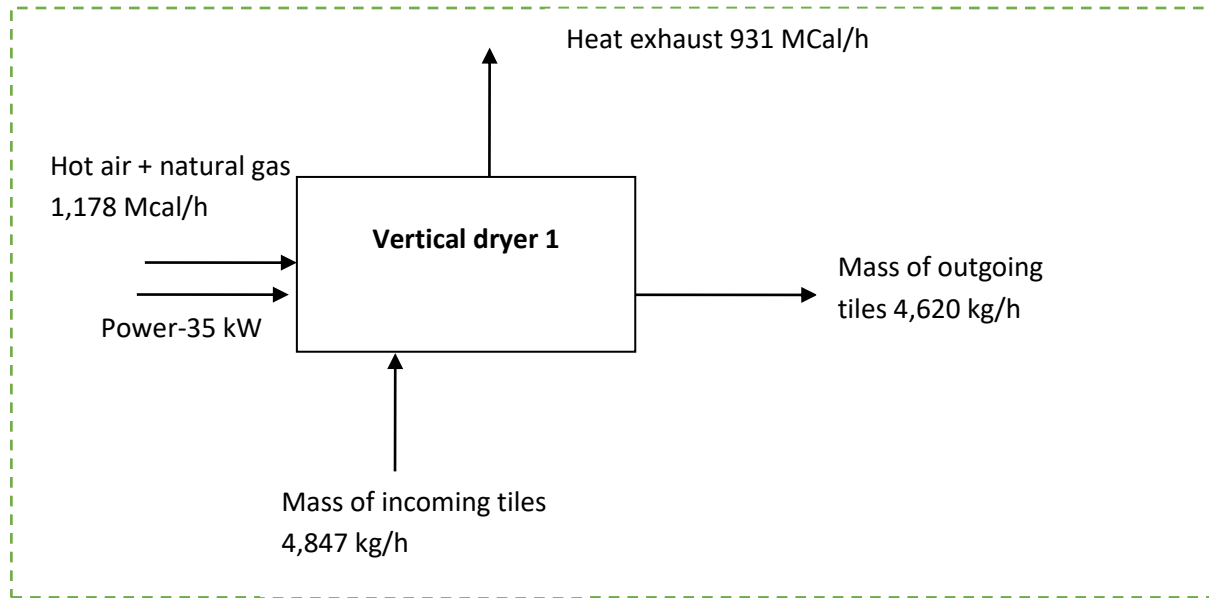 Heat exhaust 931 MCal/h
Hot air + natural gas
1,178 Mcal/h
Vertical dryer 1
Power-35 kW
Mass of outgoing
tiles 4,620 kg/h
Mass of incoming tiles
4,847 kg/h